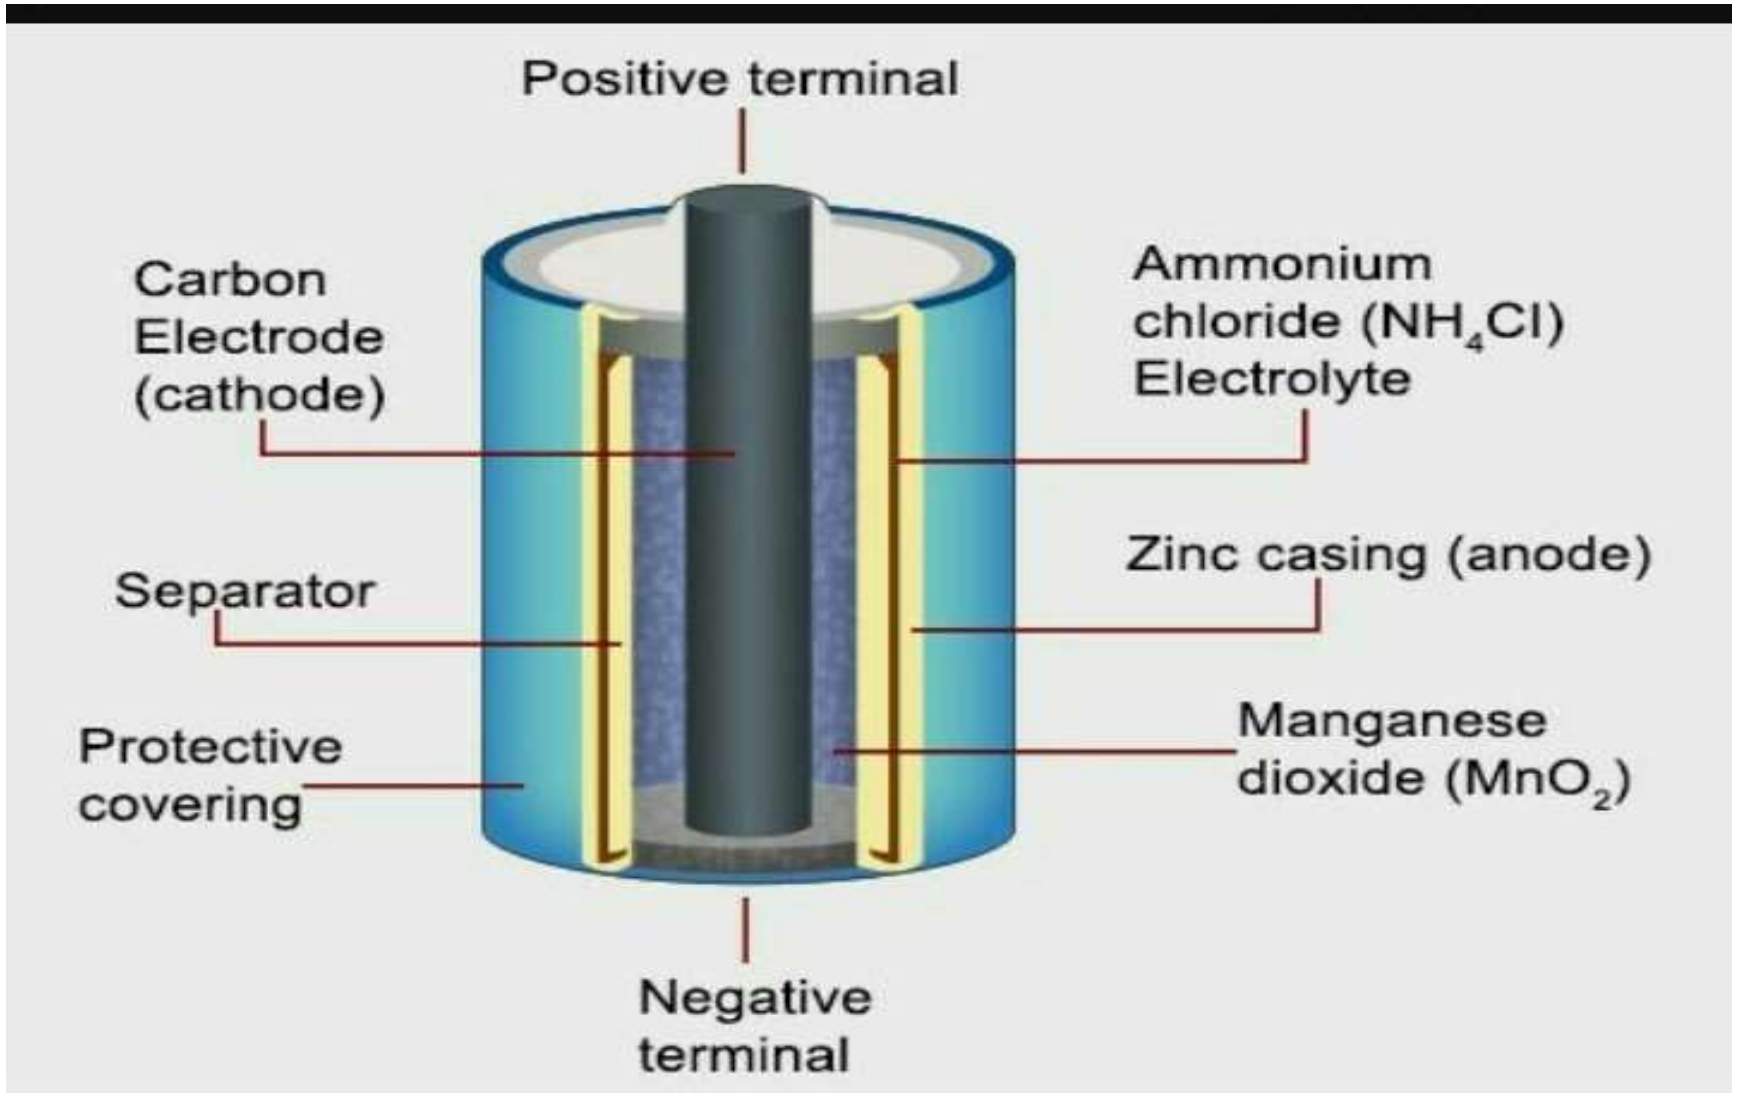 Positive terminal
Carbon
Electrode
(cathode)
Ammonium
chloride (NH₄Cl)
Electrolyte
Separator
Zinc casing (anode)
Protective
covering
Manganese
dioxide (MnO₂)
Negative
terminal